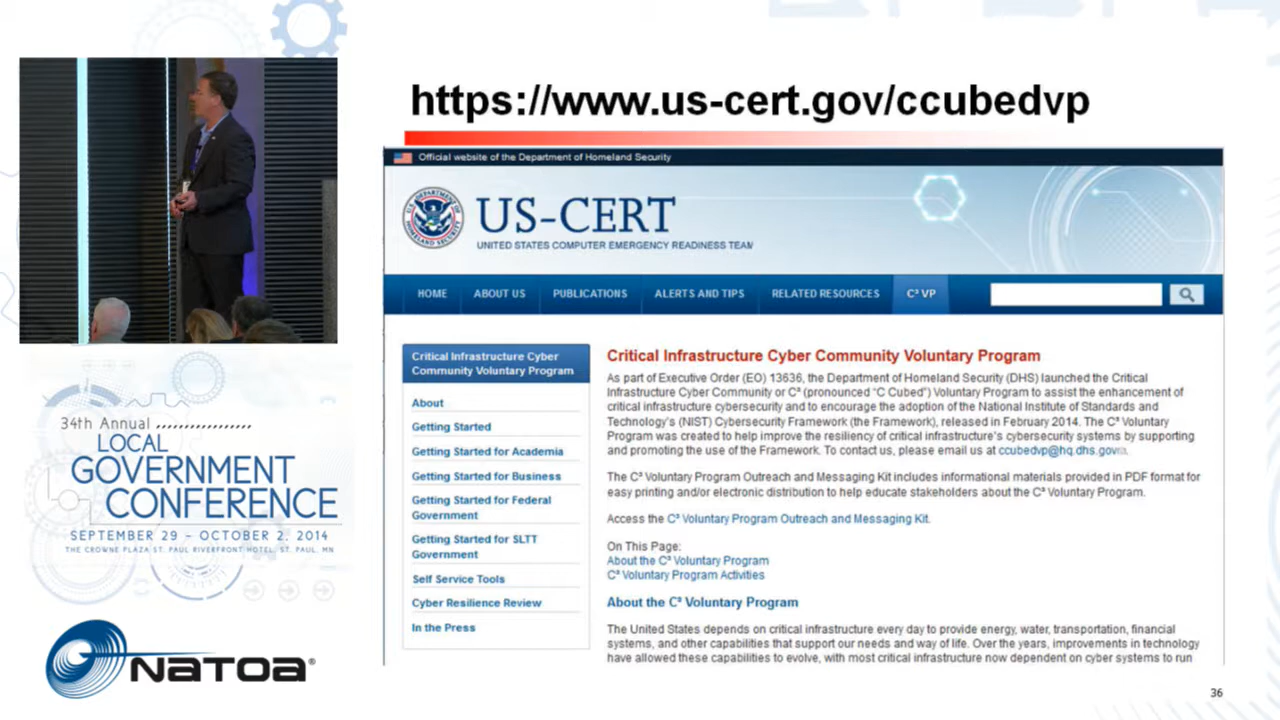 https://www.us-cert.gov/ccubedvp
Official website of the Department of Homeland Security
US-CERT
UNITED STATES COMPUTER EMERGENCY READINESS TEAM
HOME
ABOUT US
PUBLICATIONS
ALERTS AND TIPS
RELATED RESOURCES
C³ VP
Critical Infrastructure Cyber
Community Voluntary Program
About
Getting Started
Getting Started for Academia
Getting Started for Business
Getting Started for Federal
Government
Getting Started for SLTT
Government
Self Service Tools
Cyber Resilience Review
In the Press
Critical Infrastructure Cyber Community Voluntary Program
As part of Executive Order (EO) 13636, the Department of Homeland Security (DHS) launched the Critical
Infrastructure Cyber Community or C³ (pronounced “C Cubed”) Voluntary Program to assist the enhancement of
critical infrastructure cybersecurity and to encourage the adoption of the National Institute of Standards and
Technology's (NIST) Cybersecurity Framework (the Framework), released in February 2014. The C³ Voluntary
Program was created to help improve the resiliency of critical infrastructure's cybersecurity systems by supporting
and promoting the use of the Framework. To contact us, please email us at ccubedvp@hq.dhs.gov.
The C³ Voluntary Program Outreach and Messaging Kit includes informational materials provided in PDF format for
easy printing and/or electronic distribution to help educate stakeholders about the C³ Voluntary Program.
Access the C³ Voluntary Program Outreach and Messaging Kit.
On This Page:
About the C³ Voluntary Program
C³ Voluntary Program Activities
About the C³ Voluntary Program
The United States depends on critical infrastructure every day to provide energy, water, transportation, financial
systems, and other capabilities that support our needs and way of life. Over the years, improvements in technology
have allowed these capabilities to evolve, with most critical infrastructure now dependent on cyber systems to run
34th Annual
LOCAL
GOVERNMENT
CONFERENCE
SEPTEMBER 29 - OCTOBER 2, 2014
THE CROWNE PLAZA ST. PAUL RIVERFRONT HOTEL, ST. PAUL, MN
NATOA®
36